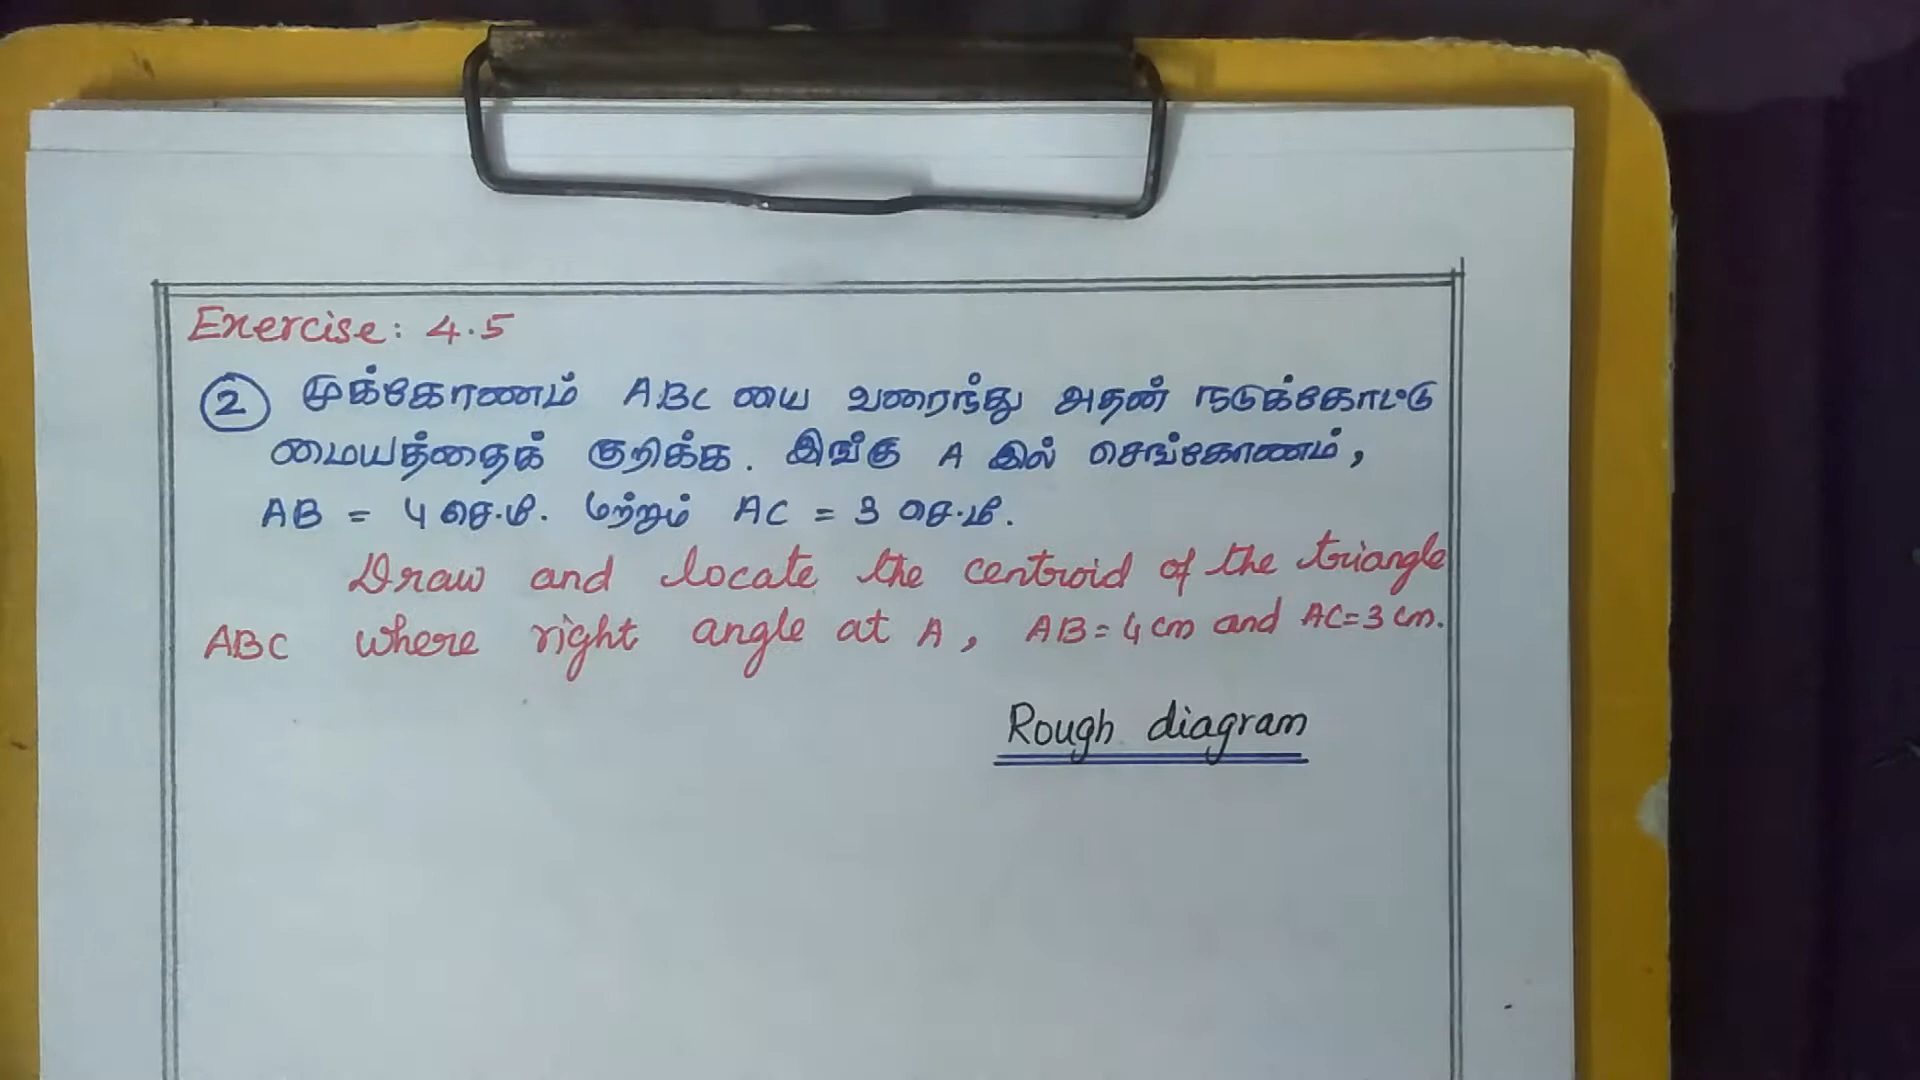 Exercise: 4.5
2 முக்கோணம் ABC யை வரைந்து அதன் நடுக்கோட்டு
மையத்தைக் குறிக்க. இங்கு A இல் செங்கோணம்,
AB = 4 செ.மீ. மற்றும் AC = 3 செ.மீ.
Draw and locate the centroid of the triangle
ABC where right angle at A, AB = 4 cm and AC = 3 cm.
Rough diagram